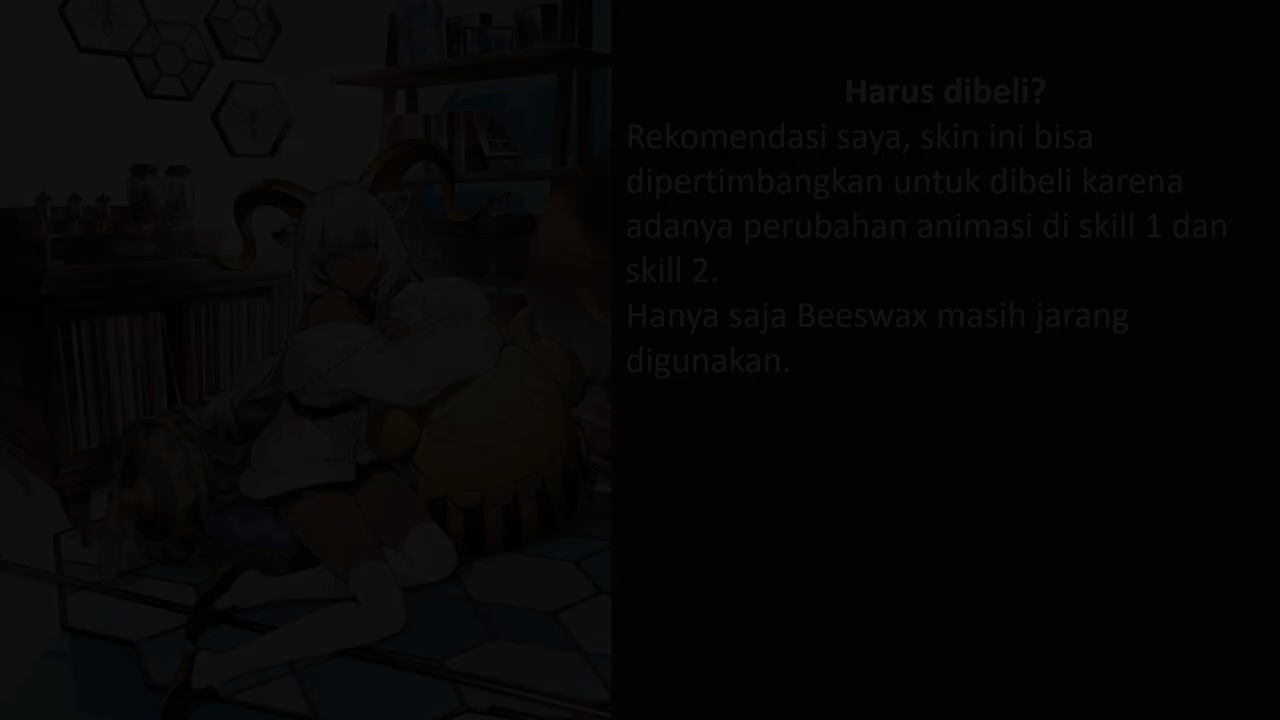 Harus dibeli?
Rekomendasi saya, skin ini bisa
dipertimbangkan untuk dibeli karena
adanya perubahan animasi di skill 1 dan
skill 2.
Hanya saja Beeswax masih jarang
digunakan.